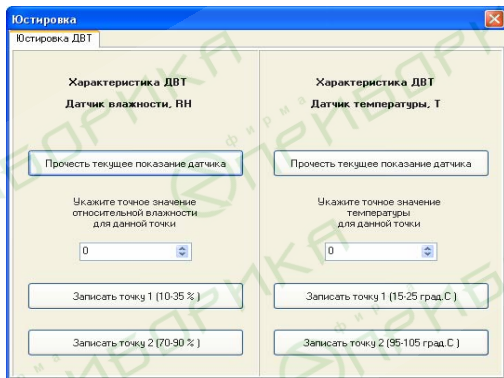 Юстировка
Юстировка ДВТ
Характеристика ДВТ
Датчик влажности, RH
Прочесть текущее показание датчика
Укажите точное значение
относительной влажности
для данной точки
0
Записать точку 1 (10-35 % )
Записать точку 2 (70-90 % )
Характеристика ДВТ
Датчик температуры, Т
Прочесть текущее показание датчика
Укажите точное значение
температуры
для данной точки
0
Записать точку 1 (15-25 град.С )
Записать точку 2 (95-105 град.С )
фирма
ПРИБОРИКА